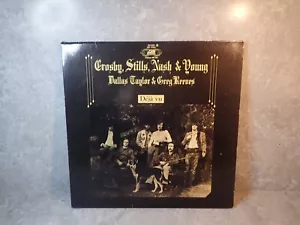 Crosby, Stills, Nash & Young
Dallas Taylor & Greg Reeves
Déjà vu